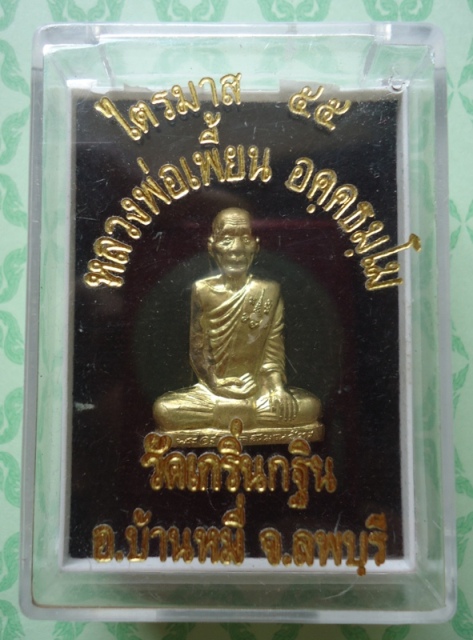 ไตรมาส ๕๕
หลวงพ่อเพี้ยน อคฺคธมฺโม
วัดเกริ่นกฐิน
อ.บ้านหมี่ จ.ลพบุรี